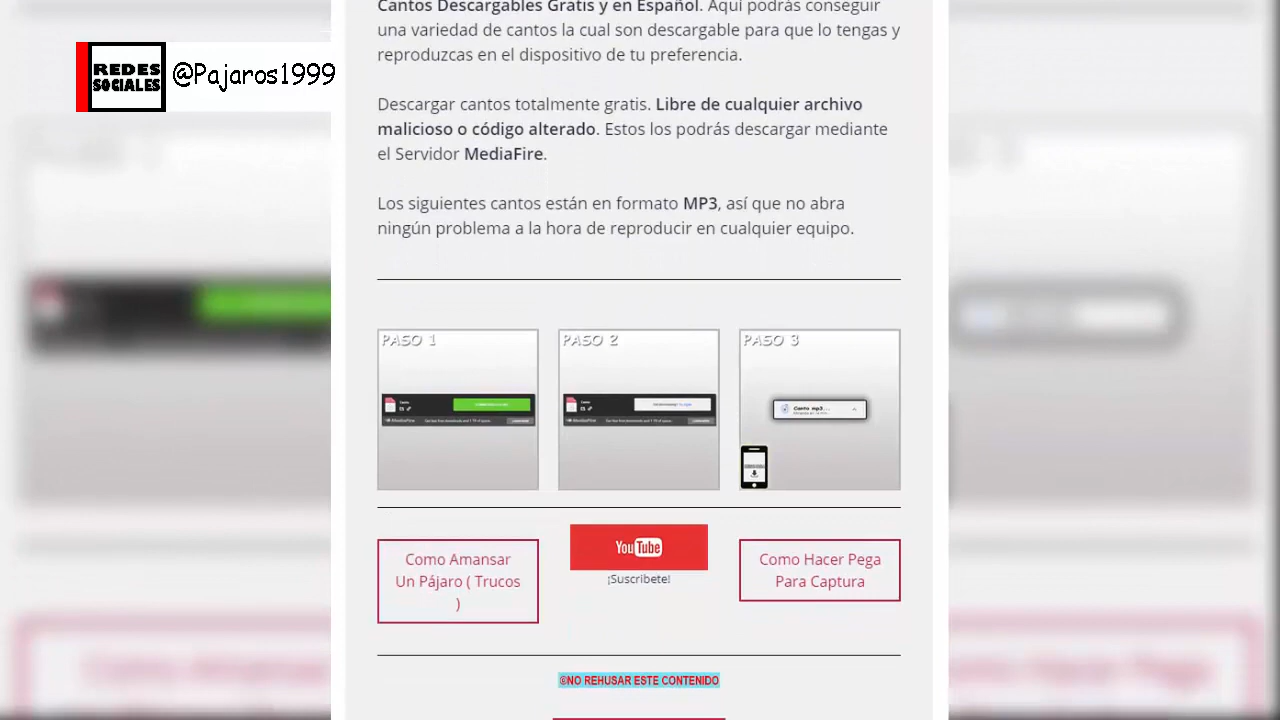 Cantos Descargables Gratis y en Español. Aquí podrás conseguir
una variedad de cantos la cual son descargable para que lo tengas y
reproduzcas en el dispositivo de tu preferencia.
REDES
SOCIALES
@Pajaros1999
Descargar cantos totalmente gratis. Libre de cualquier archivo
malicioso o código alterado. Estos los podrás descargar mediante
el Servidor MediaFire.
Los siguientes cantos están en formato MP3, así que no abra
ningún problema a la hora de reproducir en cualquier equipo.
PASO 1
PASO 2
PASO 3
Canto mp3...
Como Amansar
Un Pájaro ( Trucos
)
YouTube
¡Suscribete!
Como Hacer Pega
Para Captura
©NO REHUSAR ESTE CONTENIDO